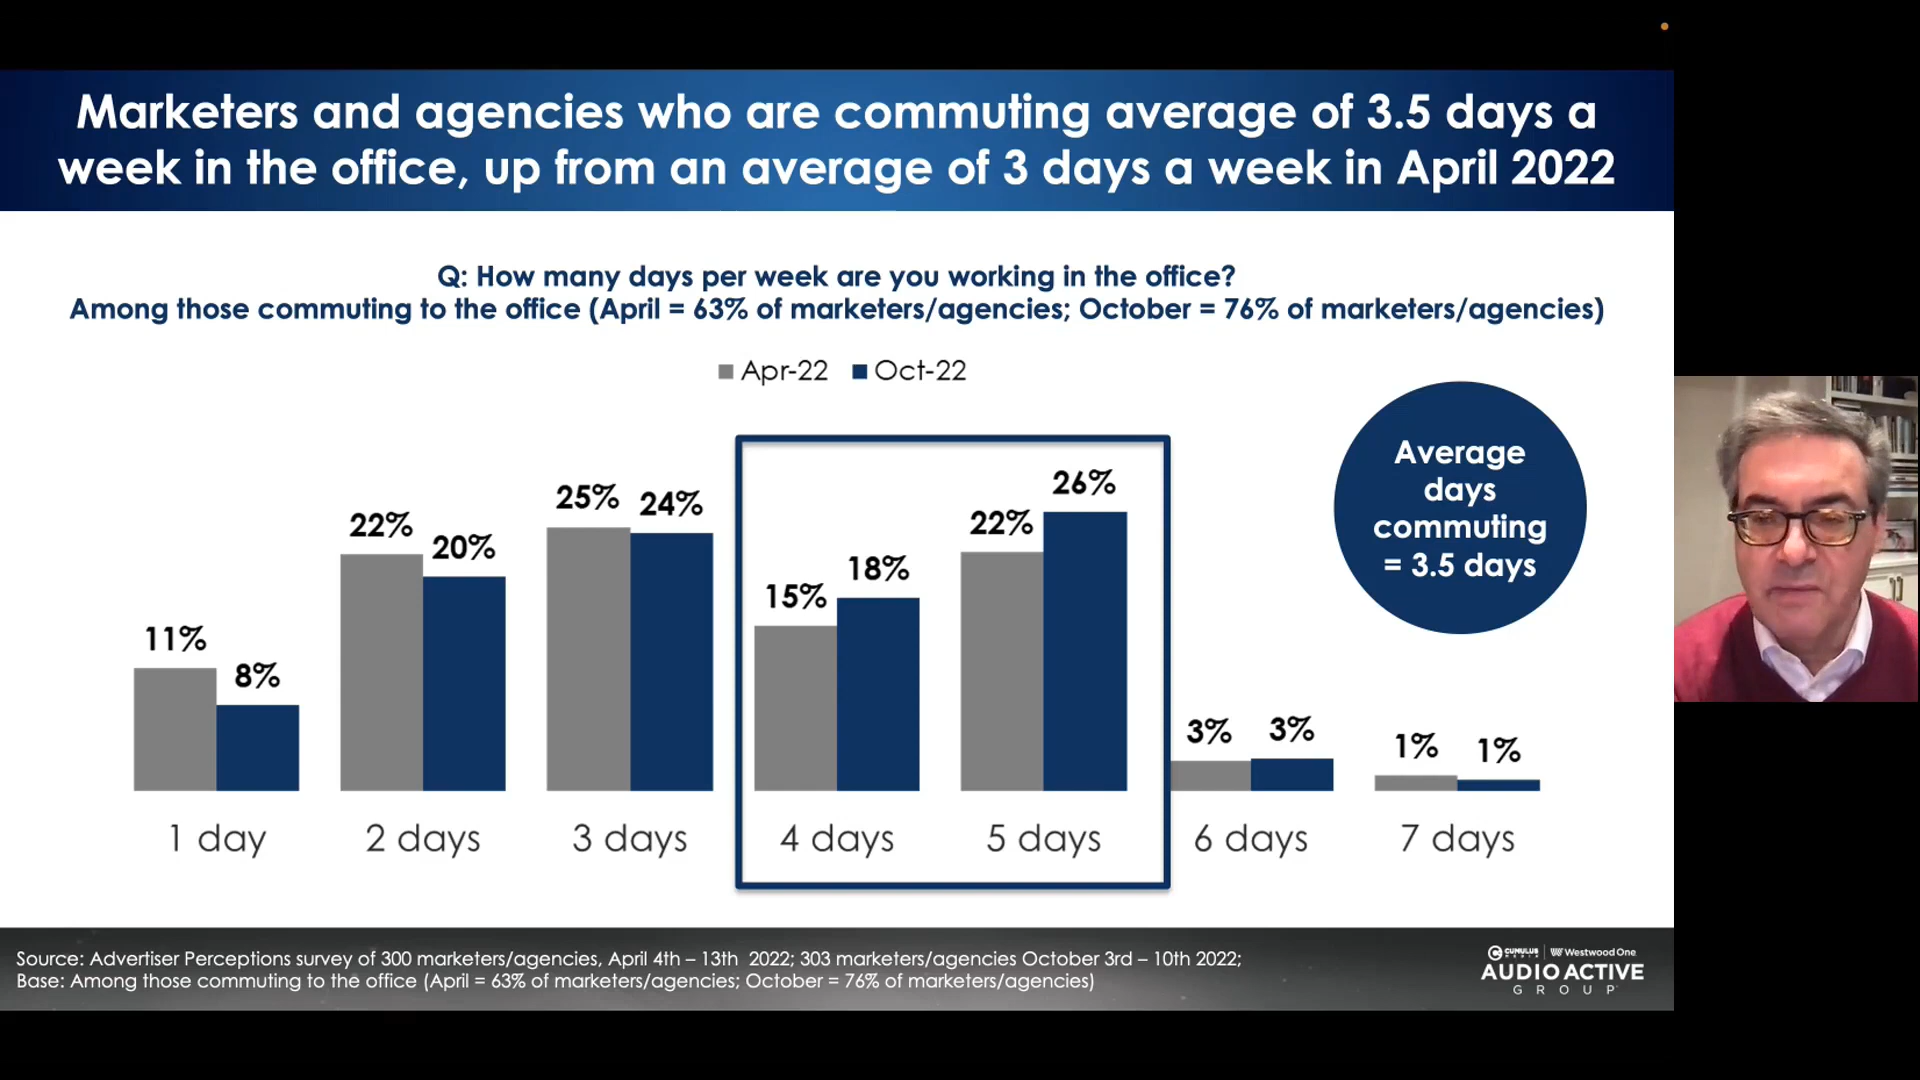 Marketers and agencies who are commuting average of 3.5 days a
week in the office, up from an average of 3 days a week in April 2022
Q: How many days per week are you working in the office?
Among those commuting to the office (April = 63% of marketers/agencies; October = 76% of marketers/agencies)
Apr-22 Oct-22
Average
days
commuting
= 3.5 days
11% 8%
22% 20%
25% 24%
15% 18%
22% 26%
3% 3%
1% 1%
1 day 2 days 3 days 4 days 5 days 6 days 7 days
Source: Advertiser Perceptions survey of 300 marketers/agencies, April 4th – 13th 2022; 303 marketers/agencies October 3rd – 10th 2022;
Base: Among those commuting to the office (April = 63% of marketers/agencies; October = 76% of marketers/agencies)
CUMULUS MEDIA | Westwood One
AUDIO ACTIVE
GROUP